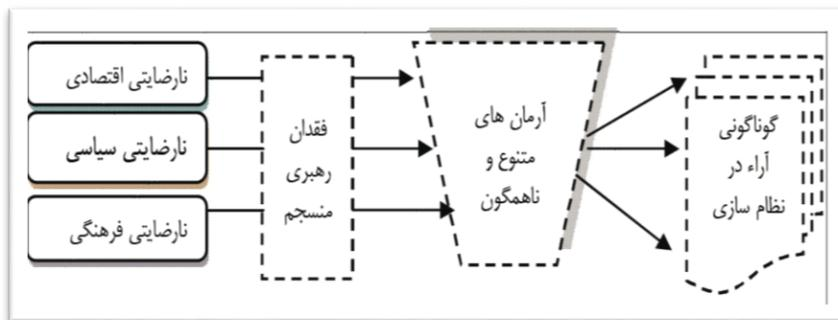 نارضایتی اقتصادی
نارضایتی سیاسی
نارضایتی فرهنگی
فقدان
رهبری
منسجم
آرمان های
متنوع و
ناهمگون
گوناگونی
آراء در
نظام سازی